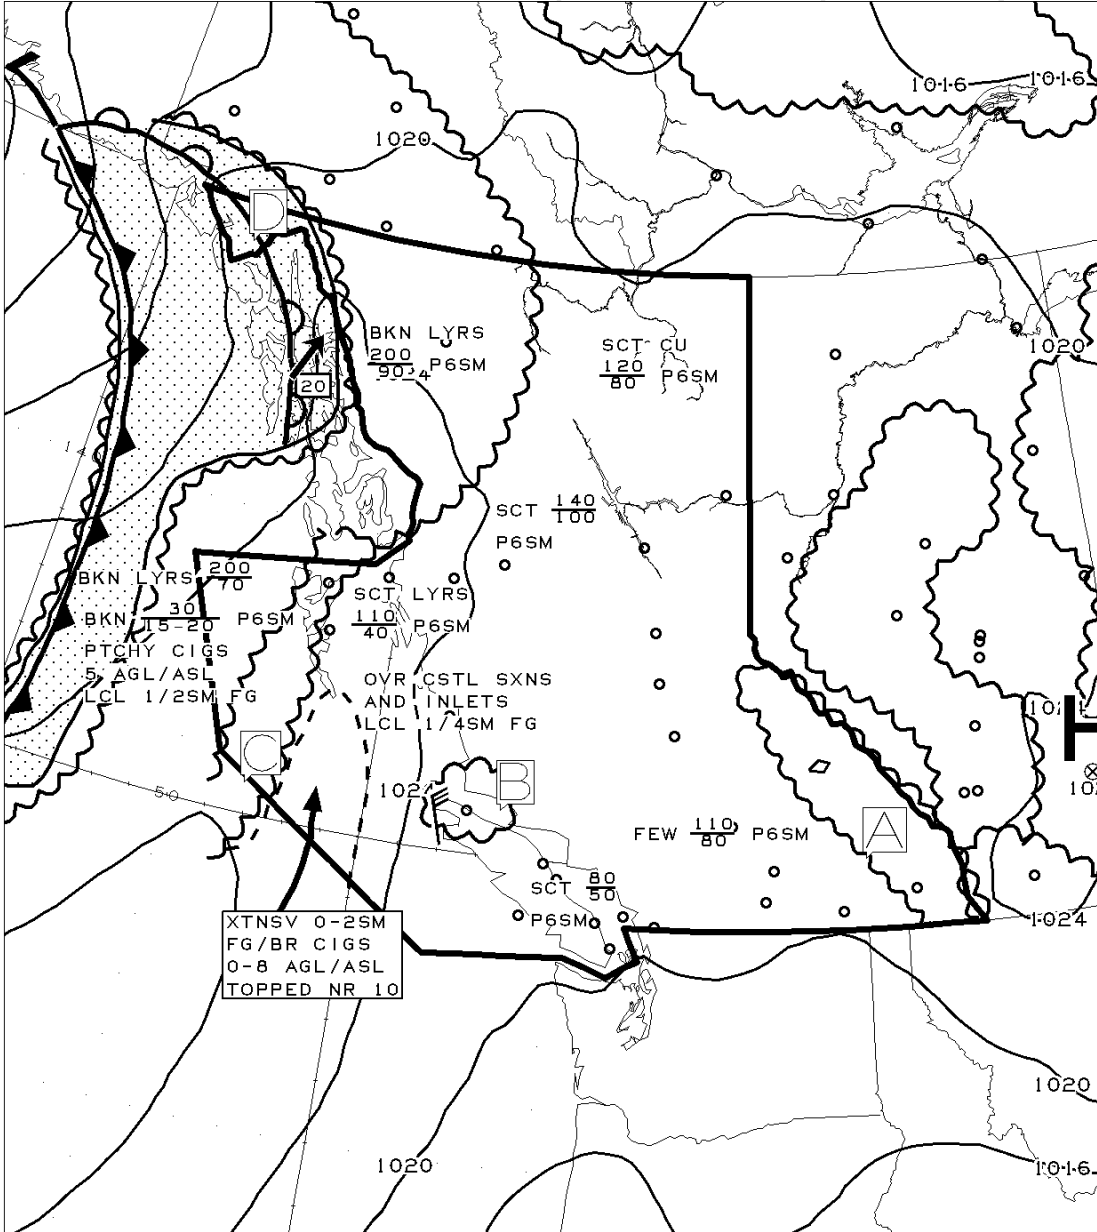 1016
1016
1020
D
BKN LYRS
200
90 P6SM
20
SCT CU
120
80 P6SM
1020
14
SCT 140
100
P6SM
BKN LYRS 200
70
BKN 30
15-20 P6SM
PTCHY CIGS
5 AGL/ASL
LCL 1/2SM FG
SCT LYRS
110
40 P6SM
OVR CSTL SXNS
AND INLETS
LCL 1/4SM FG
H
C
50
B
A
FEW 110
80 P6SM
SCT 80
50
P6SM
XTNSV 0-2SM
FG/BR CIGS
0-8 AGL/ASL
TOPPED NR 10
1024
1020
1020
1016